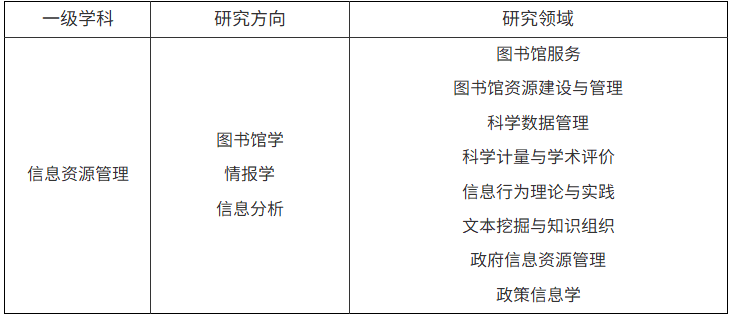 一级学科 研究方向 研究领域
信息资源管理
图书馆学
情报学
信息分析
图书馆服务
图书馆资源建设与管理
科学数据管理
科学计量与学术评价
信息行为理论与实践
文本挖掘与知识组织
政府信息资源管理
政策信息学